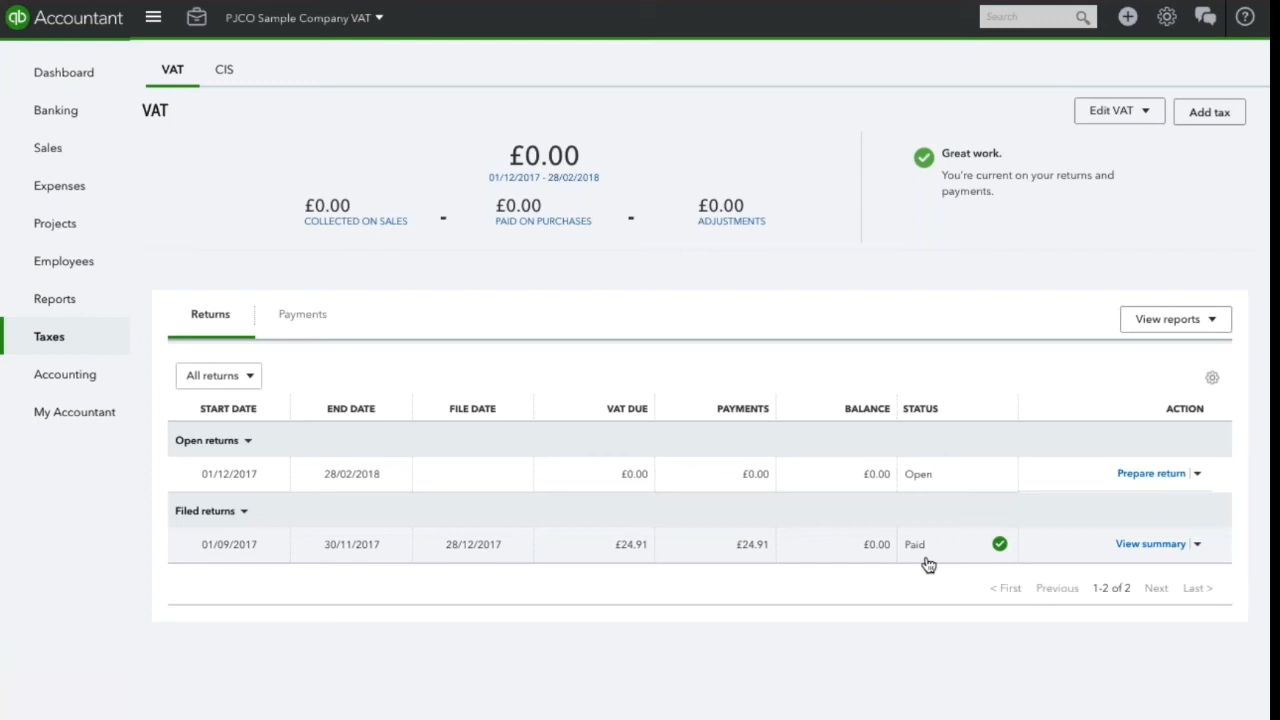 qb Accountant PJCO Sample Company VAT Search
Dashboard
Banking
Sales
Expenses
Projects
Employees
Reports
Taxes
Accounting
My Accountant
VAT CIS
VAT
Edit VAT Add tax
£0.00
01/12/2017 - 28/02/2018
£0.00 - £0.00 - £0.00
COLLECTED ON SALES PAID ON PURCHASES ADJUSTMENTS
Great work.
You're current on your returns and
payments.
Returns Payments View reports
All returns
START DATE END DATE FILE DATE VAT DUE PAYMENTS BALANCE STATUS ACTION
Open returns
01/12/2017 28/02/2018 £0.00 £0.00 £0.00 Open Prepare return
Filed returns
01/09/2017 30/11/2017 28/12/2017 £24.91 £24.91 £0.00 Paid View summary
< First Previous 1-2 of 2 Next Last >